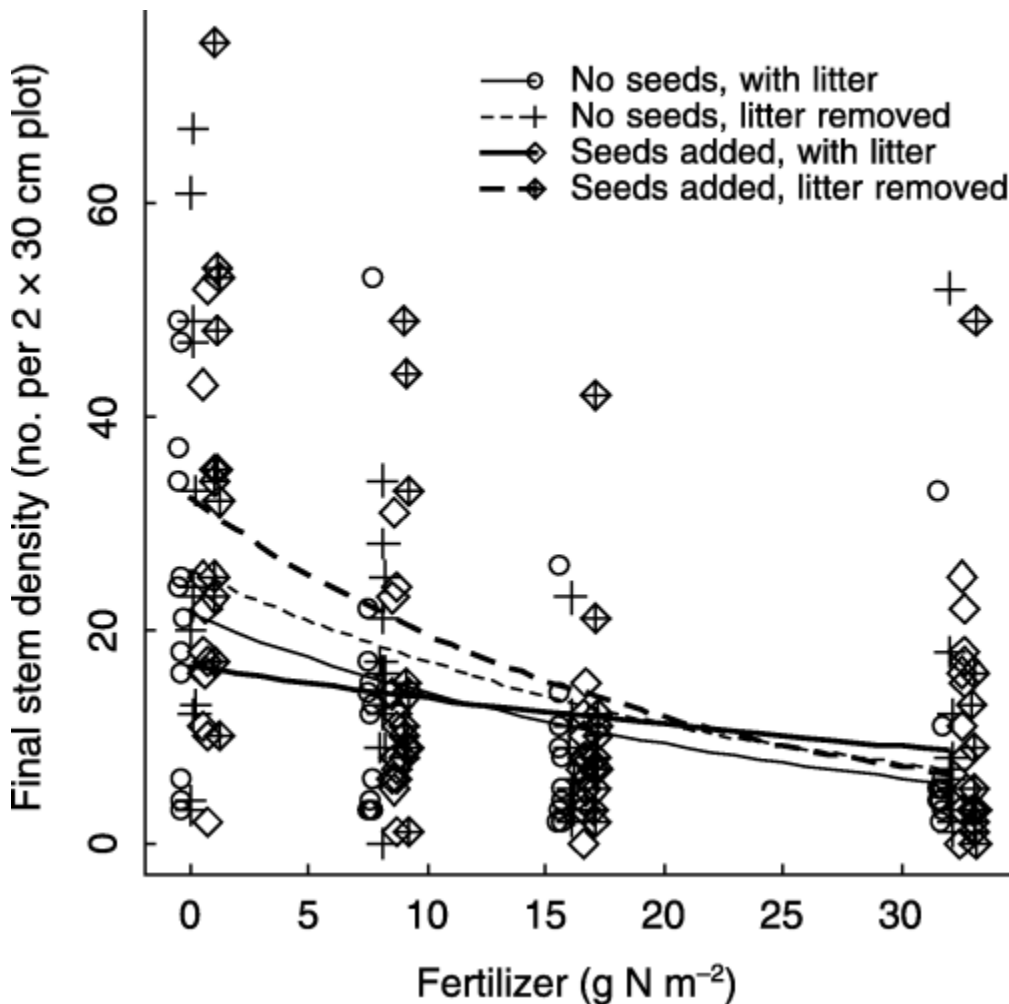 No seeds, with litter
No seeds, litter removed
Seeds added, with litter
Seeds added, litter removed
Final stem density (no. per 2 × 30 cm plot)
60
40
20
0
0 5 10 15 20 25 30
Fertilizer (g N m⁻²)